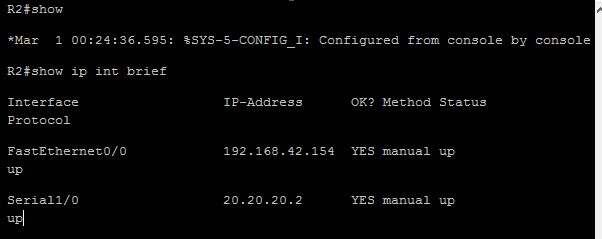 R2#show
*Mar  1 00:24:36.595: %SYS-5-CONFIG_I: Configured from console by console
R2#show ip int brief
Interface                  IP-Address      OK? Method Status
Protocol
FastEthernet0/0            192.168.42.154  YES manual up
up
Serial1/0                  20.20.20.2      YES manual up
up